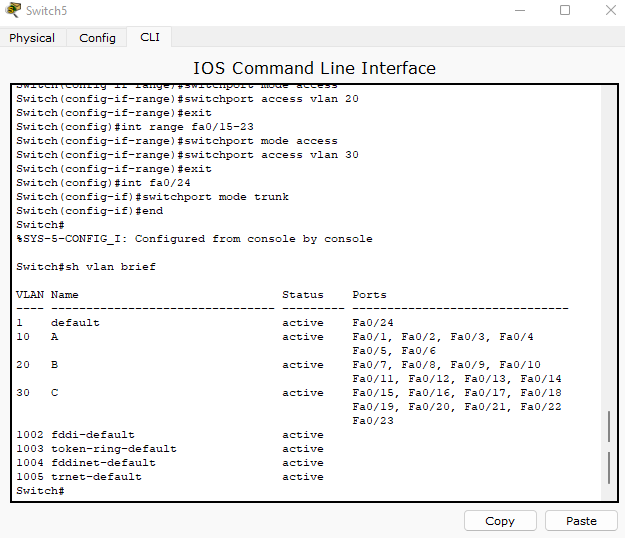 Switch5
Physical Config CLI
IOS Command Line Interface
Switch(config-if-range)#switchport mode access
Switch(config-if-range)#switchport access vlan 20
Switch(config-if-range)#exit
Switch(config)#int range fa0/15-23
Switch(config-if-range)#switchport mode access
Switch(config-if-range)#switchport access vlan 30
Switch(config-if-range)#exit
Switch(config)#int fa0/24
Switch(config-if)#switchport mode trunk
Switch(config-if)#end
Switch#
%SYS-5-CONFIG_I: Configured from console by console
Switch#sh vlan brief
VLAN Name                             Status    Ports
---- -------------------------------- --------- -------------------------------
1    default                          active    Fa0/24
10   A                                active    Fa0/1, Fa0/2, Fa0/3, Fa0/4
                                                Fa0/5, Fa0/6
20   B                                active    Fa0/7, Fa0/8, Fa0/9, Fa0/10
                                                Fa0/11, Fa0/12, Fa0/13, Fa0/14
30   C                                active    Fa0/15, Fa0/16, Fa0/17, Fa0/18
                                                Fa0/19, Fa0/20, Fa0/21, Fa0/22
                                                Fa0/23
1002 fddi-default                     active
1003 token-ring-default               active
1004 fddinet-default                  active
1005 trnet-default                    active
Switch#
Copy Paste